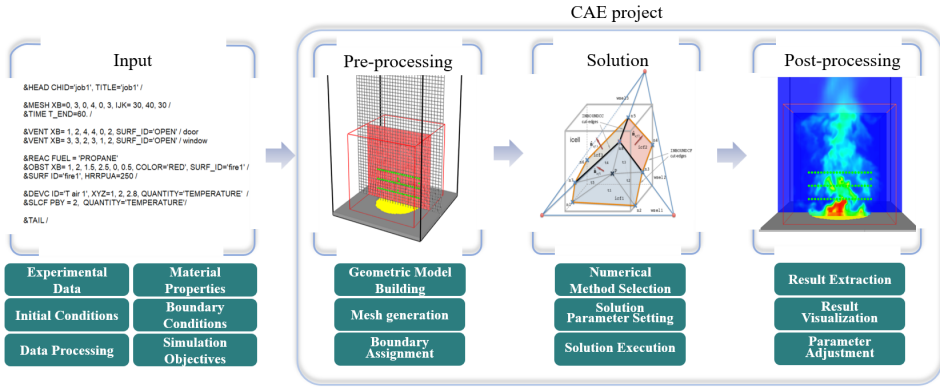 CAE project
Input
&HEAD CHID='job1', TITLE='job1' /
&MESH XB=0, 3, 0, 4, 0, 3, IJK= 30, 40, 30 /
&TIME T_END=60. /
&VENT XB= 1, 2, 4, 4, 0, 2, SURF_ID='OPEN' / door
&VENT XB= 3, 3, 2, 3, 1, 2, SURF_ID='OPEN' / window
&REAC FUEL = 'PROPANE'
&OBST XB= 1, 2, 1.5, 2.5, 0, 0.5, COLOR='RED', SURF_ID='fire1' /
&SURF ID='fire1', HRRPUA=250 /
&DEVC ID='T air 1', XYZ=1, 2, 2.8, QUANTITY='TEMPERATURE' /
&SLCF PBY = 2, QUANTITY='TEMPERATURE'/
&TAIL /
Experimental
Data
Material
Properties
Initial Conditions
Boundary
Conditions
Data Processing
Simulation
Objectives
Pre-processing
Geometric Model
Building
Mesh generation
Boundary
Assignment
Solution
icell
Numerical
Method Selection
Solution
Parameter Setting
Solution Execution
Post-processing
Result Extraction
Result
Visualization
Parameter
Adjustment